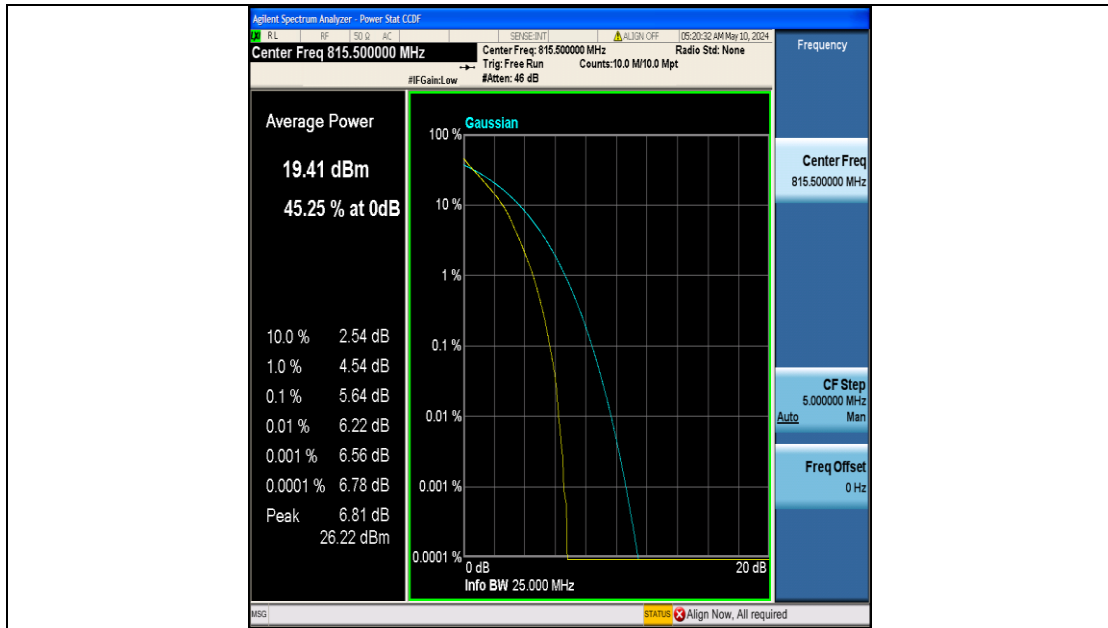 Agilent Spectrum Analyzer - Power Stat CCDF
RL RF 50 Ω AC SENSE:INT ALIGN OFF 05:20:32 AM May 10, 2024
Center Freq 815.500000 MHz
Center Freq: 815.500000 MHz Radio Std: None
Trig: Free Run Counts:10.0 M/10.0 Mpt
#IFGain:Low #Atten: 46 dB
Frequency
Average Power
19.41 dBm
45.25 % at 0dB
10.0 % 2.54 dB
1.0 % 4.54 dB
0.1 % 5.64 dB
0.01 % 6.22 dB
0.001 % 6.56 dB
0.0001 % 6.78 dB
Peak 6.81 dB
26.22 dBm
Gaussian
100 %
10 %
1 %
0.1 %
0.01 %
0.001 %
0.0001 %
0 dB 20 dB
Info BW 25.000 MHz
Center Freq
815.500000 MHz
CF Step
5.000000 MHz
Auto Man
Freq Offset
0 Hz
MSG STATUS Align Now, All required